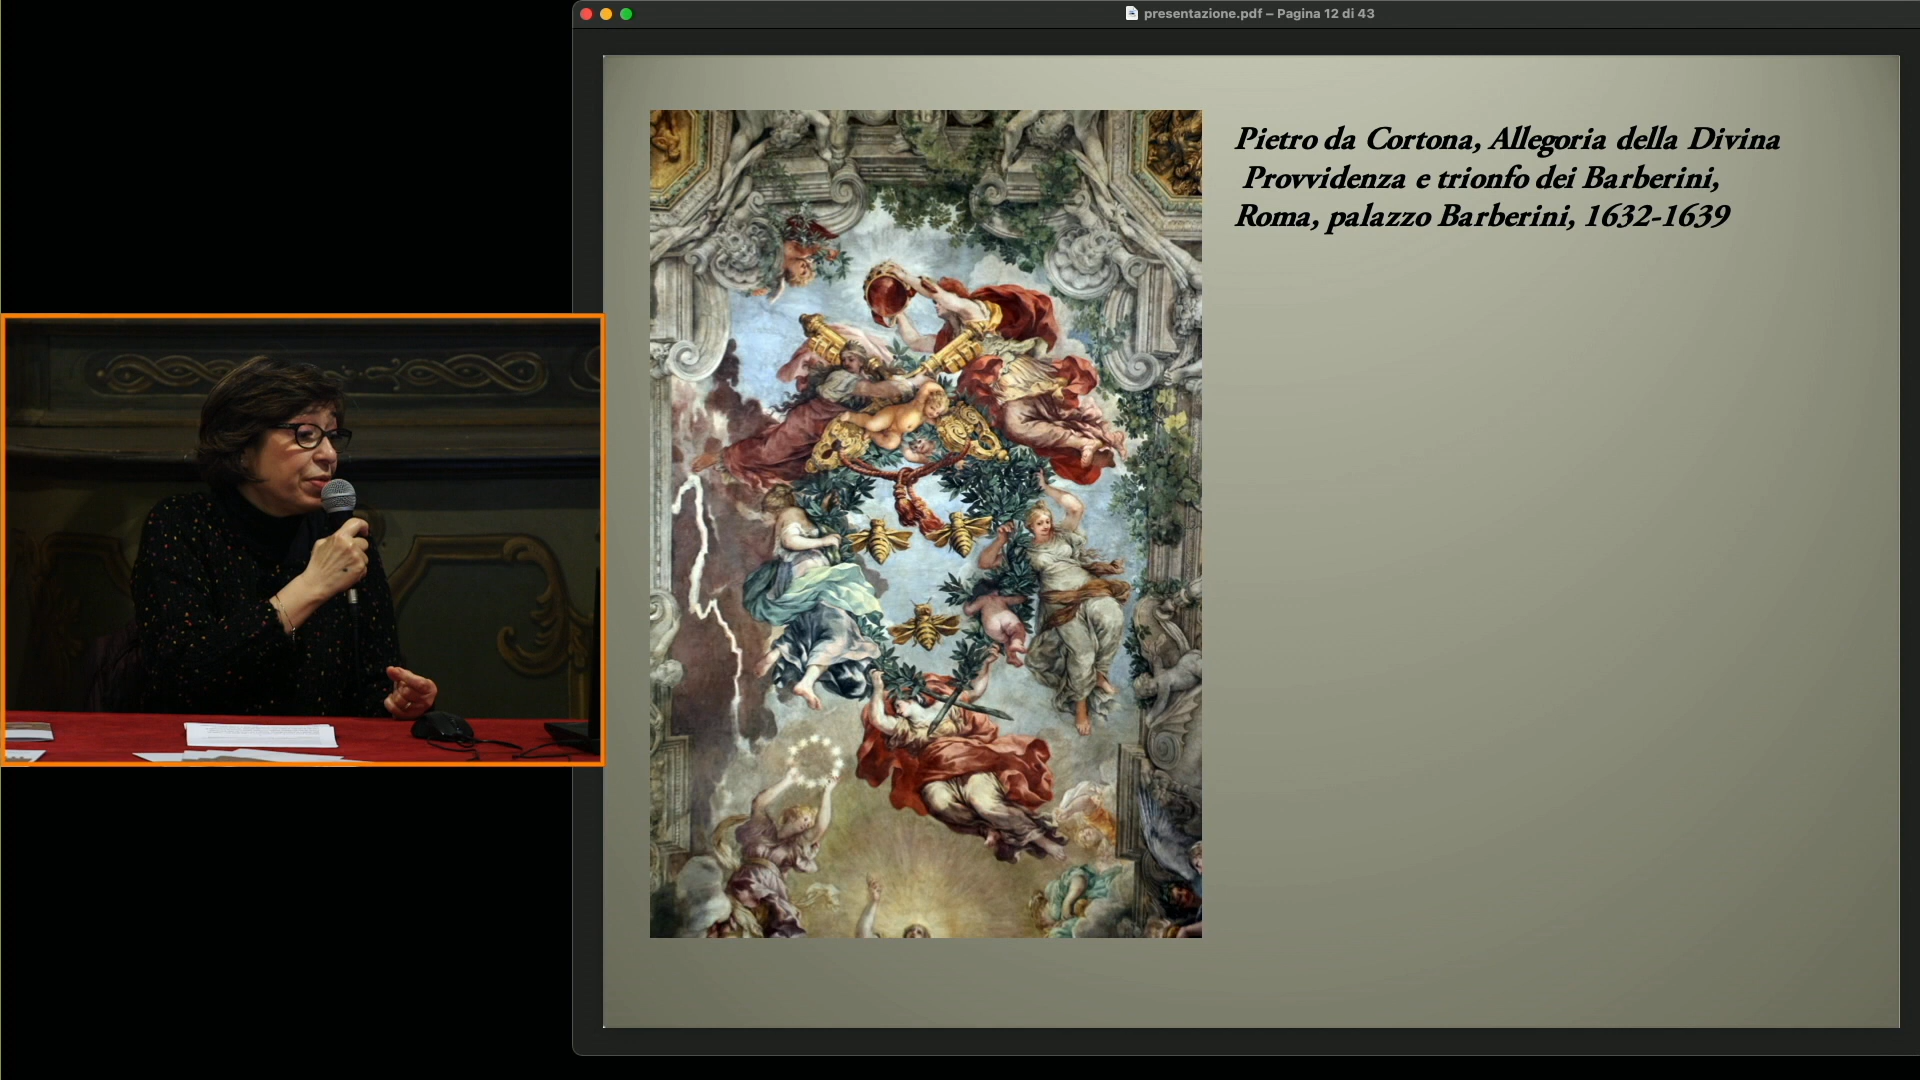 presentazione.pdf – Pagina 12 di 43
Pietro da Cortona, Allegoria della Divina
Provvidenza e trionfo dei Barberini,
Roma, palazzo Barberini, 1632-1639